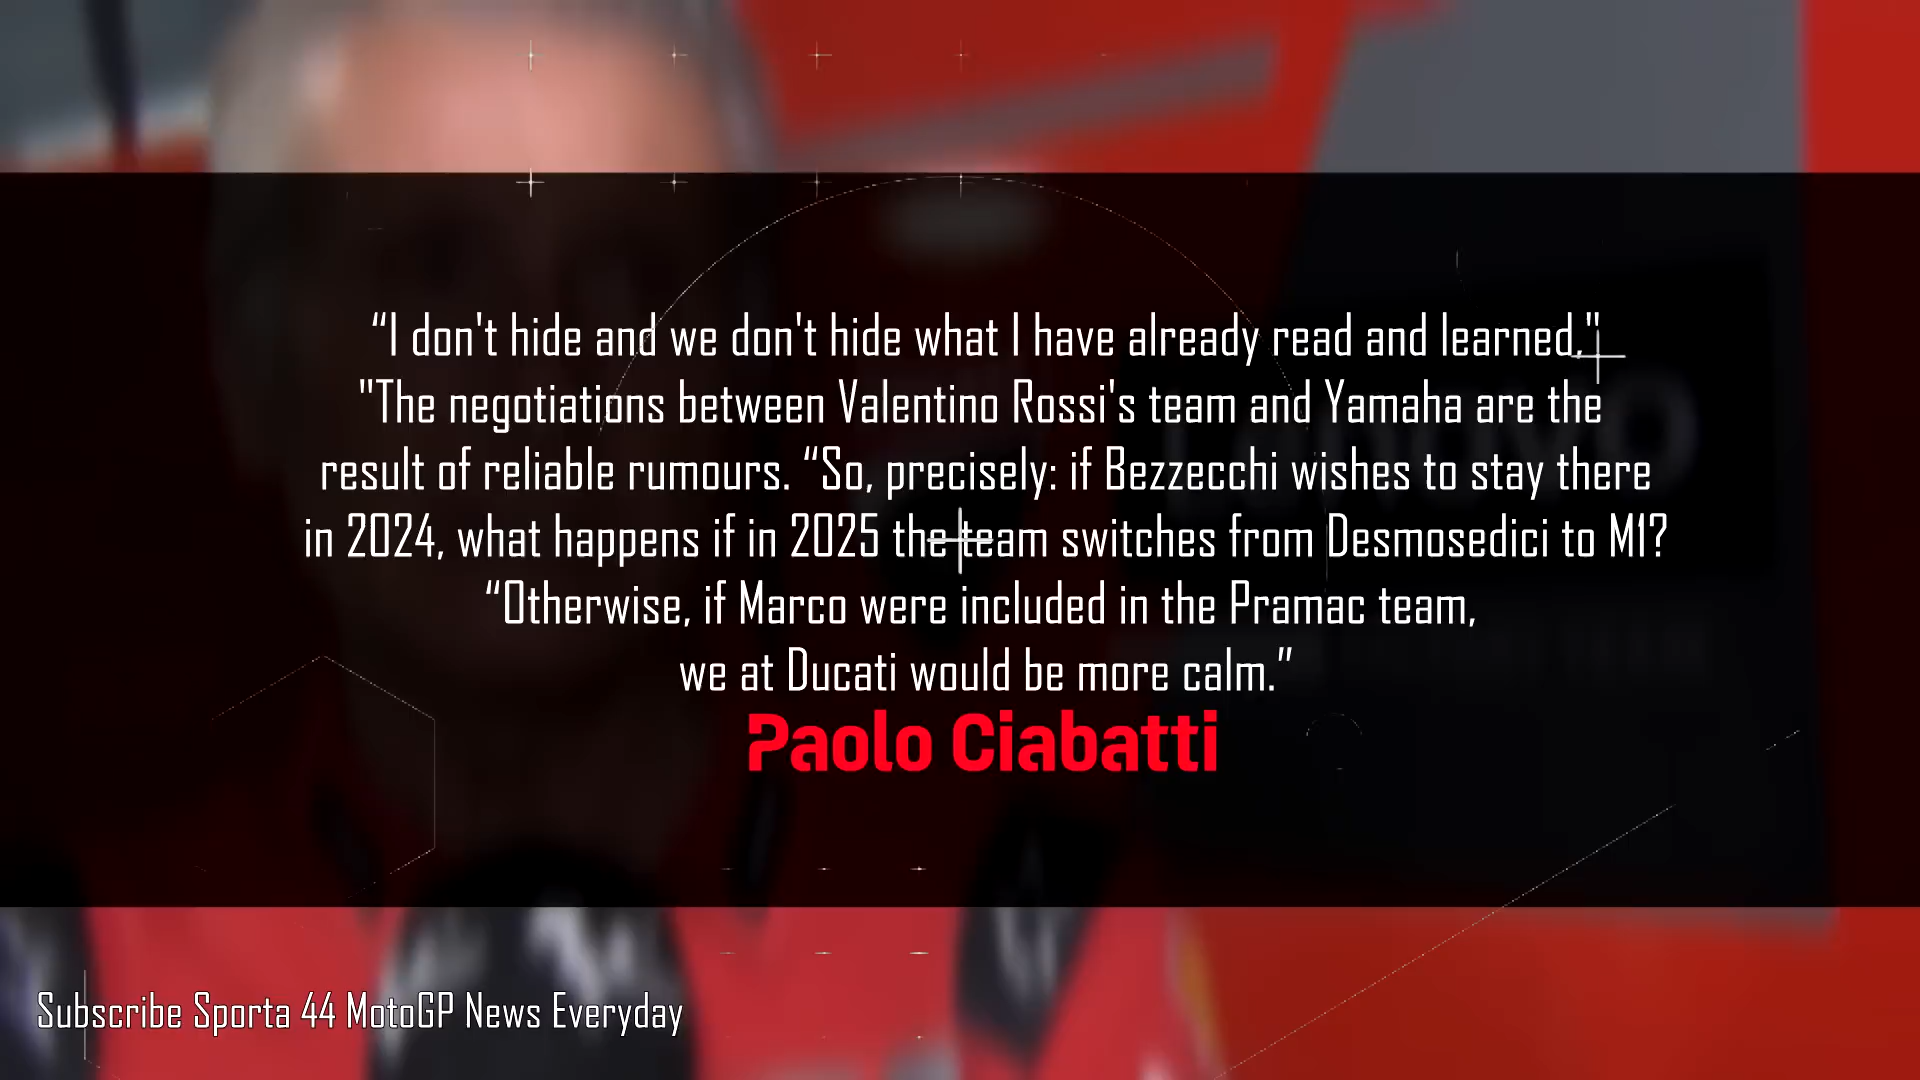 “I don't hide and we don't hide what I have already read and learned,"
"The negotiations between Valentino Rossi's team and Yamaha are the
result of reliable rumours. “So, precisely: if Bezzecchi wishes to stay there
in 2024, what happens if in 2025 the team switches from Desmosedici to M1?
“Otherwise, if Marco were included in the Pramac team,
we at Ducati would be more calm.”
Paolo Ciabatti
Subscribe Sporta 44 MotoGP News Everyday